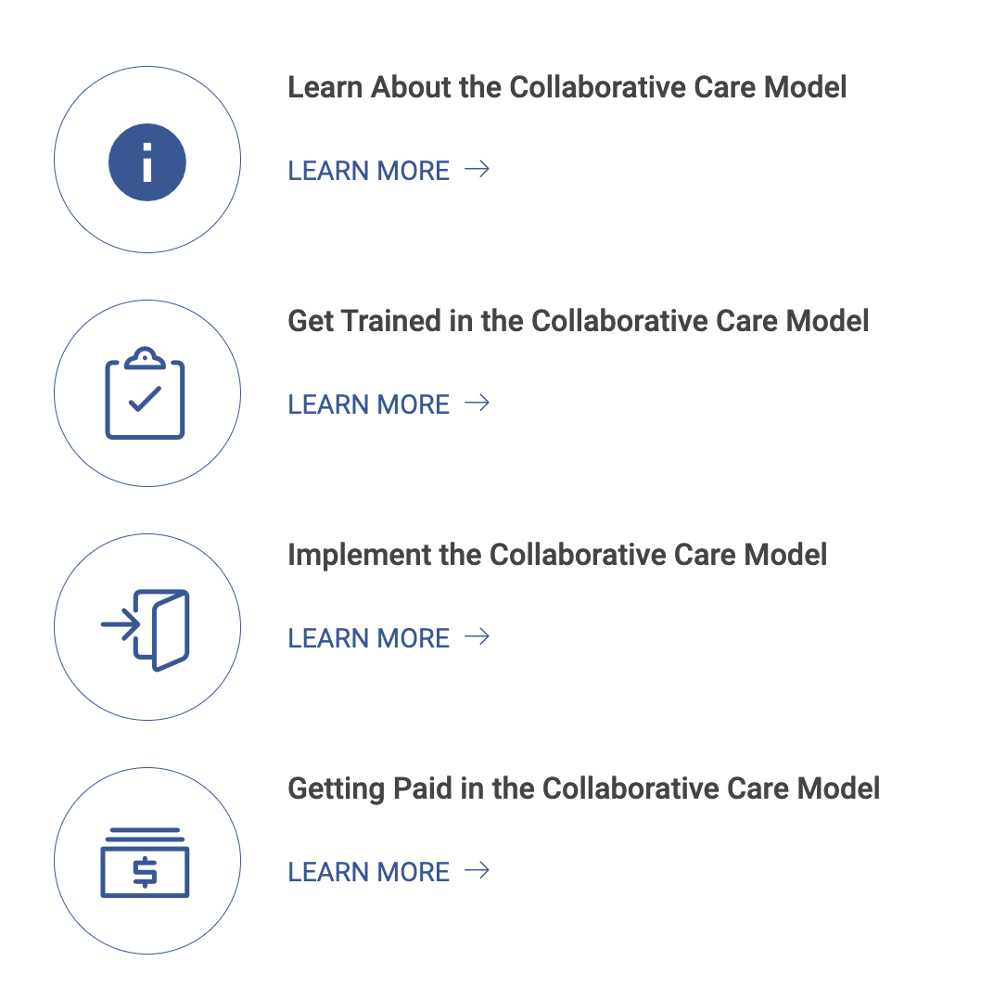 Learn About the Collaborative Care Model
LEARN MORE →
Get Trained in the Collaborative Care Model
LEARN MORE →
Implement the Collaborative Care Model
LEARN MORE →
Getting Paid in the Collaborative Care Model
$
LEARN MORE →